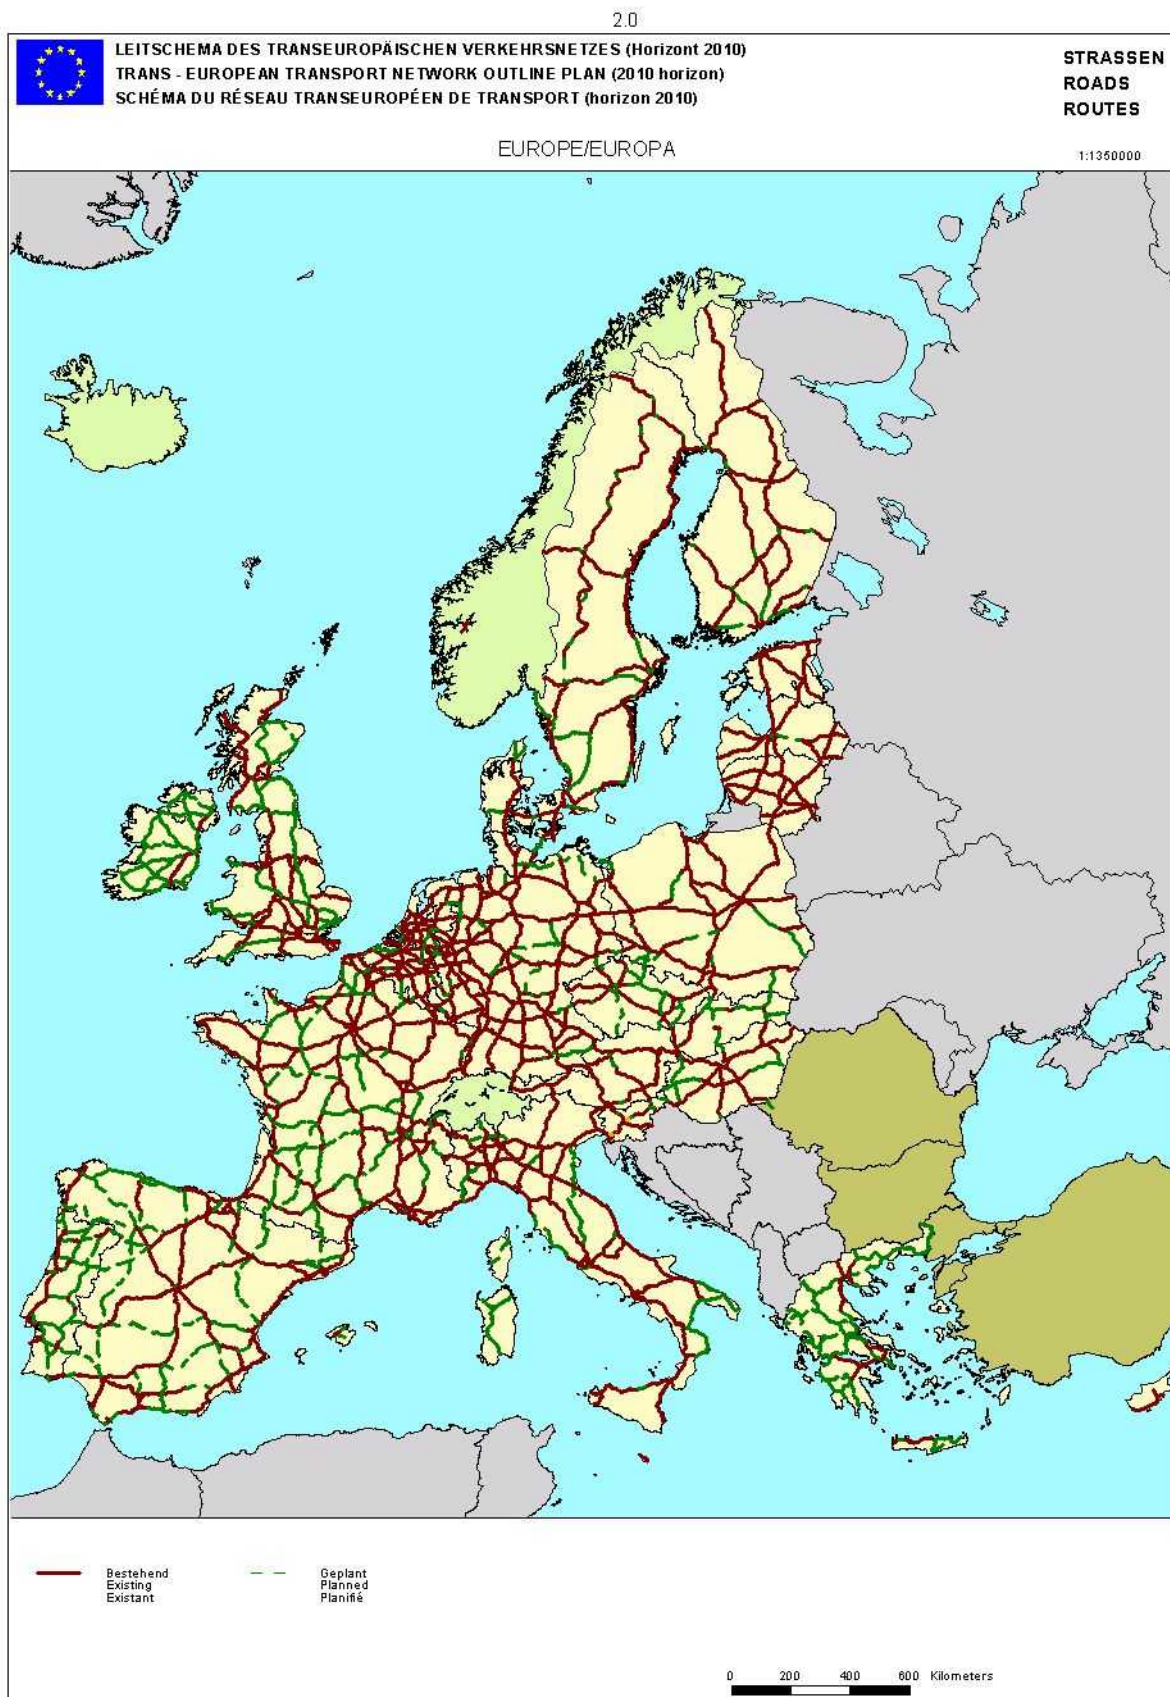 2.0
LEITSCHEMA DES TRANSEUROPÄISCHEN VERKEHRSNETZES (Horizont 2010)
TRANS - EUROPEAN TRANSPORT NETWORK OUTLINE PLAN (2010 horizon)
SCHÉMA DU RÉSEAU TRANSEUROPÉEN DE TRANSPORT (horizon 2010)
STRASSEN
ROADS
ROUTES
EUROPE/EUROPA
1:1350000
Bestehend
Existing
Existant
Geplant
Planned
Planifié
0 200 400 600 Kilometers